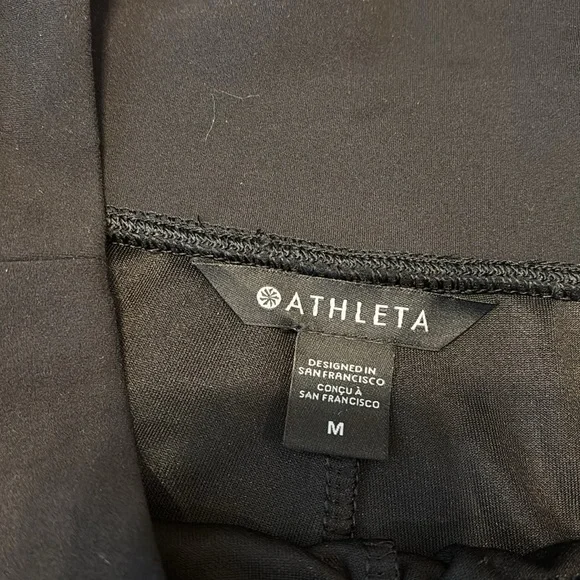 ATHLETA
DESIGNED IN
SAN FRANCISCO
CONÇU À
SAN FRANCISCO
M